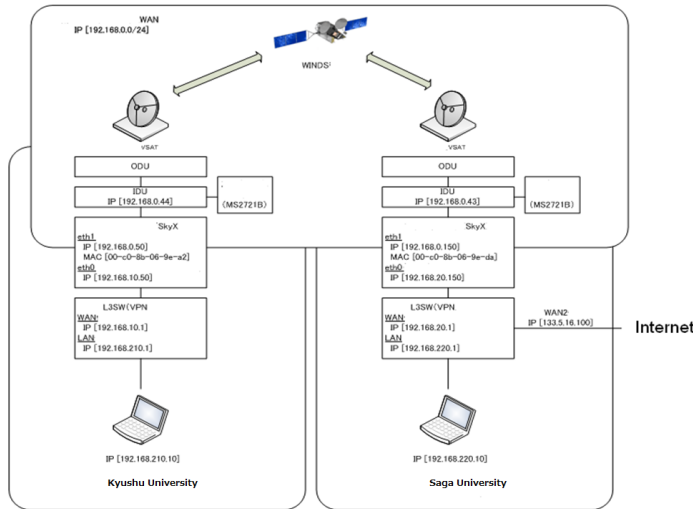 WAN
IP [192.168.0.0/24]
WINDS
VSAT
ODU
IDU
IP [192.168.0.44]
(MS2721B)
SkyX
eth1
IP [192.168.0.50]
MAC [00-c0-8b-06-9e-a2]
eth0
IP [192.168.10.50]
L3SW(VPN
WAN
IP [192.168.10.1]
LAN
IP [192.168.210.1]
IP [192.168.210.10]
Kyushu University
VSAT
ODU
IDU
IP [192.168.0.43]
(MS2721B)
SkyX
eth1
IP [192.168.0.150]
MAC [00-c0-8b-06-9e-da]
eth0
IP [192.168.20.150]
L3SW(VPN
WAN
IP [192.168.20.1]
LAN
IP [192.168.220.1]
WAN2
IP [133.5.16.100]
Internet
IP [192.168.220.10]
Saga University